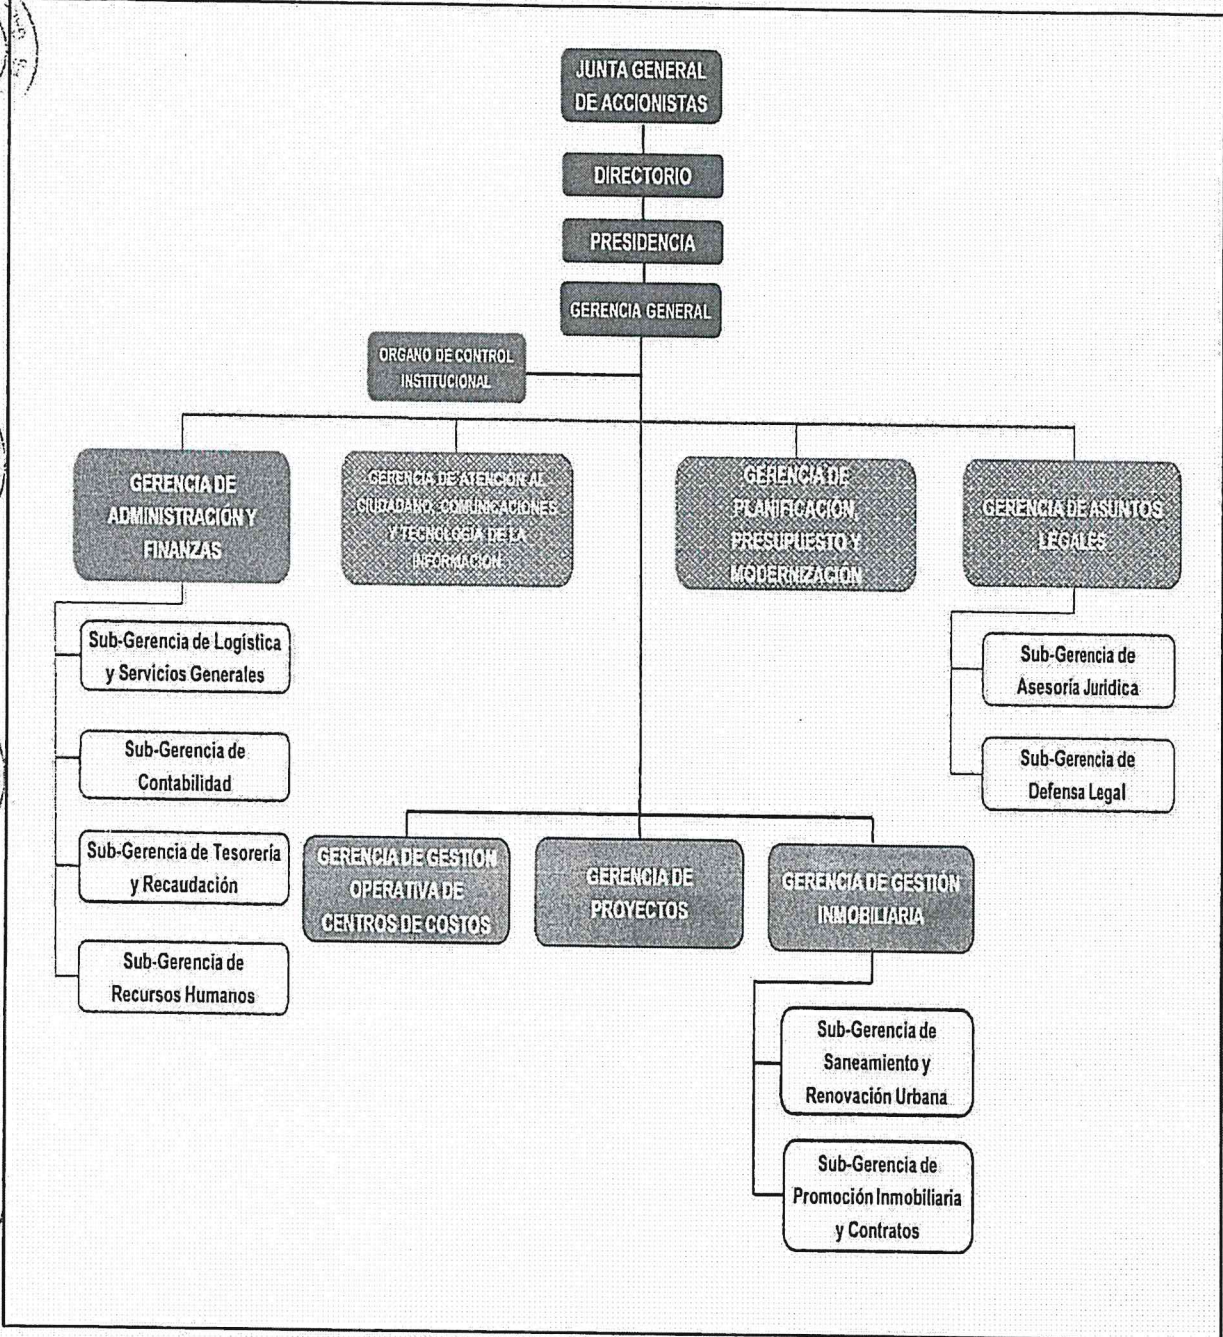 JUNTA GENERAL
DE ACCIONISTAS
DIRECTORIO
PRESIDENCIA
GERENCIA GENERAL
ORGANO DE CONTROL
INSTITUCIONAL
GERENCIA DE
ADMINISTRACIÓN Y
FINANZAS
GERENCIA DE ATENCIÓN AL
CIUDADANO, COMUNICACIONES
Y TECNOLOGÍA DE LA
INFORMACIÓN
GERENCIA DE
PLANIFICACIÓN,
PRESUPUESTO Y
MODERNIZACIÓN
GERENCIA DE ASUNTOS
LEGALES
Sub-Gerencia de Logística
y Servicios Generales
Sub-Gerencia de
Contabilidad
Sub-Gerencia de Tesorería
y Recaudación
Sub-Gerencia de
Recursos Humanos
Sub-Gerencia de
Asesoría Juridica
Sub-Gerencia de
Defensa Legal
GERENCIA DE GESTIÓN
OPERATIVA DE
CENTROS DE COSTOS
GERENCIA DE
PROYECTOS
GERENCIA DE GESTIÓN
INMOBILIARIA
Sub-Gerencia de
Saneamiento y
Renovación Urbana
Sub-Gerencia de
Promoción Inmobiliaria
y Contratos